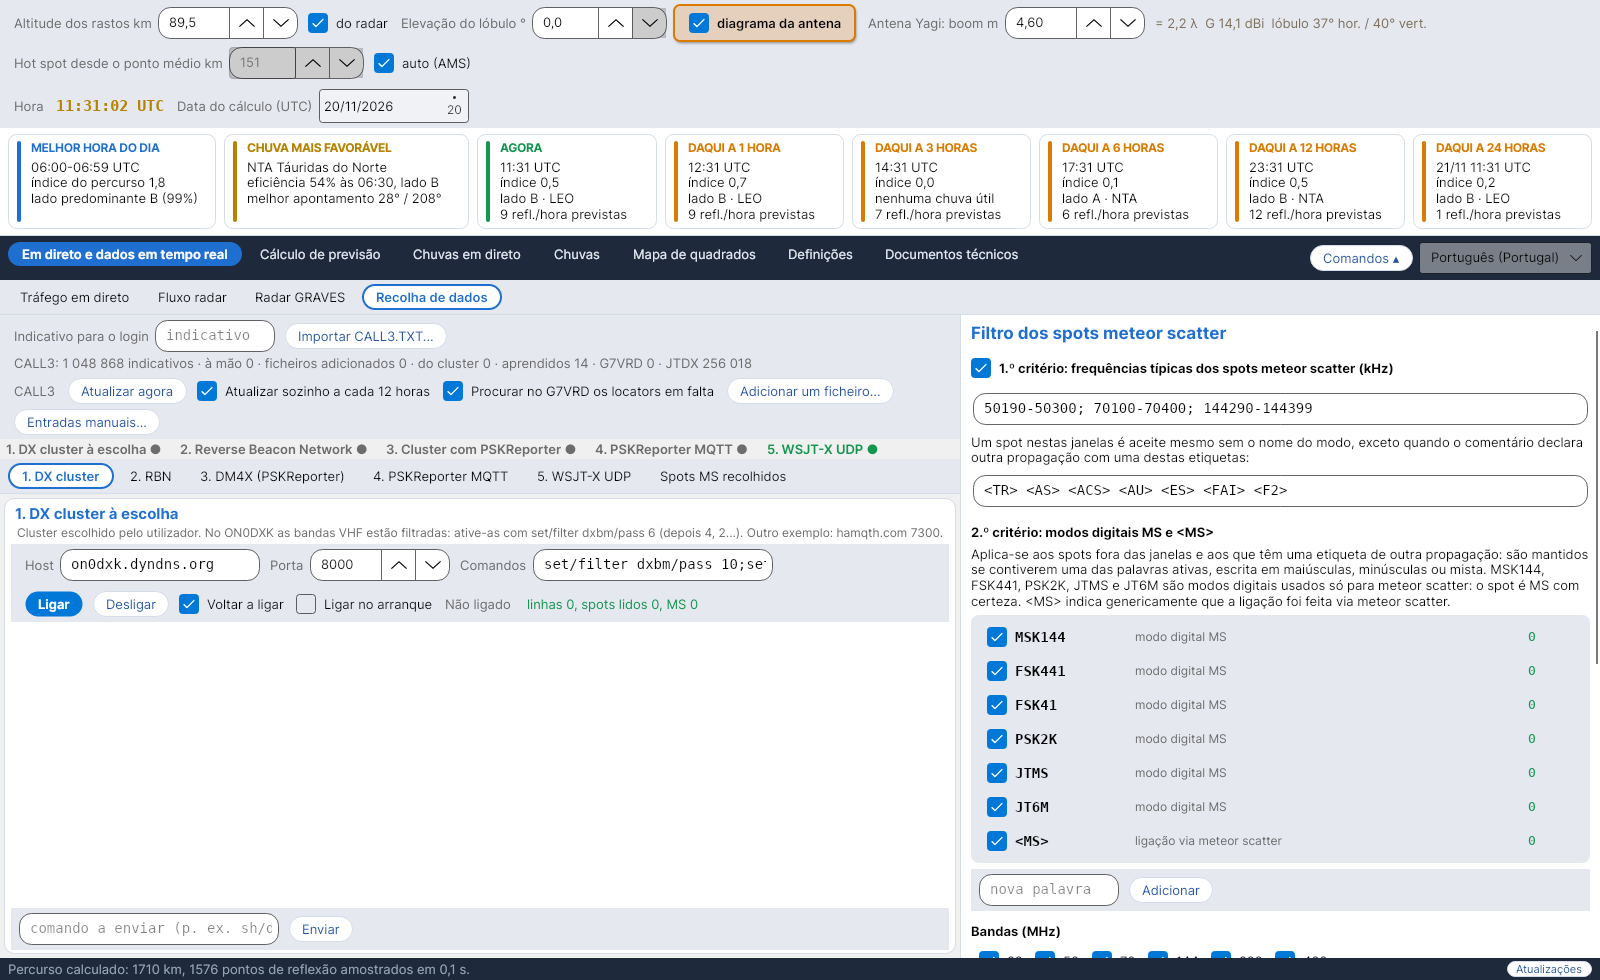 Altitude dos rastos km 89,5 do radar Elevação do lóbulo ° 0,0 diagrama da antena Antena Yagi: boom m 4,60 = 2,2 λ G 14,1 dBi lóbulo 37° hor. / 40° vert.
Hot spot desde o ponto médio km 151 auto (AMS)
Hora 11:31:02 UTC Data do cálculo (UTC) 20/11/2026 20
MELHOR HORA DO DIA
06:00-06:59 UTC
índice do percurso 1,8
lado predominante B (99%)
CHUVA MAIS FAVORÁVEL
NTA Táuridas do Norte
eficiência 54% às 06:30, lado B
melhor apontamento 28° / 208°
AGORA
11:31 UTC
índice 0,5
lado B · LEO
9 refl./hora previstas
DAQUI A 1 HORA
12:31 UTC
índice 0,7
lado B · LEO
9 refl./hora previstas
DAQUI A 3 HORAS
14:31 UTC
índice 0,0
nenhuma chuva útil
7 refl./hora previstas
DAQUI A 6 HORAS
17:31 UTC
índice 0,1
lado A · NTA
6 refl./hora previstas
DAQUI A 12 HORAS
23:31 UTC
índice 0,5
lado B · NTA
12 refl./hora previstas
DAQUI A 24 HORAS
21/11 11:31 UTC
índice 0,2
lado B · LEO
1 refl./hora previstas
Em direto e dados em tempo real Cálculo de previsão Chuvas em direto Chuvas Mapa de quadrados Definições Documentos técnicos Comandos ▴ Português (Portugal)
Tráfego em direto Fluxo radar Radar GRAVES Recolha de dados
Indicativo para o login indicativo Importar CALL3.TXT...
CALL3: 1 048 868 indicativos · à mão 0 · ficheiros adicionados 0 · do cluster 0 · aprendidos 14 · G7VRD 0 · JTDX 256 018
CALL3 Atualizar agora Atualizar sozinho a cada 12 horas Procurar no G7VRD os locators em falta Adicionar um ficheiro...
Entradas manuais...
1. DX cluster à escolha ● 2. Reverse Beacon Network ● 3. Cluster com PSKReporter ● 4. PSKReporter MQTT ● 5. WSJT-X UDP ●
1. DX cluster 2. RBN 3. DM4X (PSKReporter) 4. PSKReporter MQTT 5. WSJT-X UDP Spots MS recolhidos
1. DX cluster à escolha
Cluster escolhido pelo utilizador. No ON0DXK as bandas VHF estão filtradas: ative-as com set/filter dxbm/pass 6 (depois 4, 2...). Outro exemplo: hamqth.com 7300.
Host on0dxk.dyndns.org Porta 8000 Comandos set/filter dxbm/pass 10;se
Ligar Desligar Voltar a ligar Ligar no arranque Não ligado linhas 0, spots lidos 0, MS 0
comando a enviar (p. ex. sh/d Enviar
Filtro dos spots meteor scatter
1.º critério: frequências típicas dos spots meteor scatter (kHz)
50190-50300; 70100-70400; 144290-144399
Um spot nestas janelas é aceite mesmo sem o nome do modo, exceto quando o comentário declara
outra propagação com uma destas etiquetas:
<TR> <AS> <ACS> <AU> <ES> <FAI> <F2>
2.º critério: modos digitais MS e <MS>
Aplica-se aos spots fora das janelas e aos que têm uma etiqueta de outra propagação: são mantidos
se contiverem uma das palavras ativas, escrita em maiúsculas, minúsculas ou mista. MSK144,
FSK441, PSK2K, JTMS e JT6M são modos digitais usados só para meteor scatter: o spot é MS com
certeza. <MS> indica genericamente que a ligação foi feita via meteor scatter.
MSK144 modo digital MS 0
FSK441 modo digital MS 0
FSK41 modo digital MS 0
PSK2K modo digital MS 0
JTMS modo digital MS 0
JT6M modo digital MS 0
<MS> ligação via meteor scatter 0
nova palavra Adicionar
Bandas (MHz)
Percurso calculado: 1710 km, 1576 pontos de reflexão amostrados em 0,1 s. Atualizações